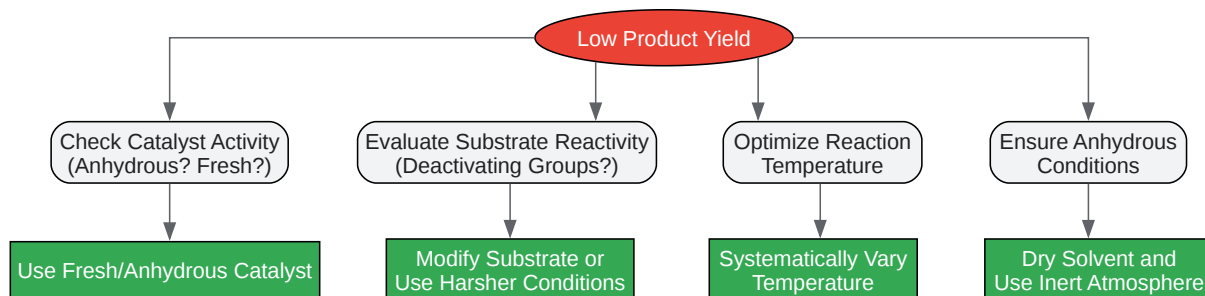 Low Product Yield
Check Catalyst Activity
(Anhydrous? Fresh?)
Evaluate Substrate Reactivity
(Deactivating Groups?)
Optimize Reaction
Temperature
Ensure Anhydrous
Conditions
Use Fresh/Anhydrous Catalyst
Modify Substrate or
Use Harsher Conditions
Systematically Vary
Temperature
Dry Solvent and
Use Inert Atmosphere